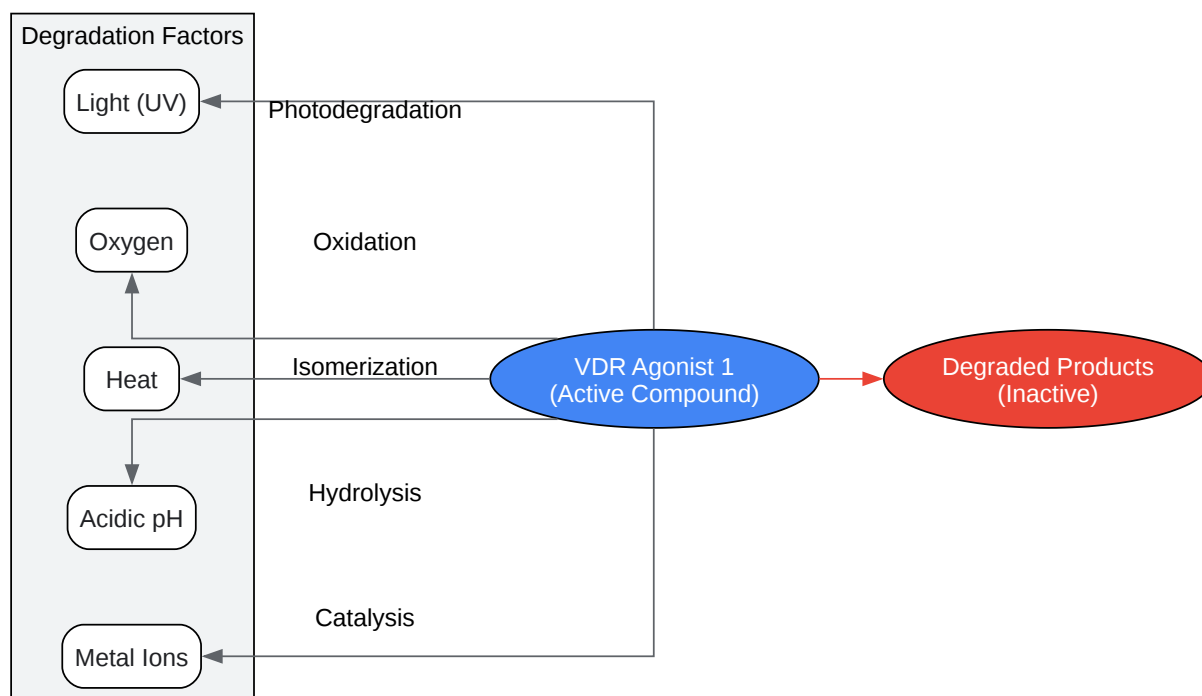 Degradation Factors
Light (UV)
Photodegradation
Oxygen
Oxidation
Heat
Isomerization
VDR Agonist 1
(Active Compound)
Degraded Products
(Inactive)
Acidic pH
Hydrolysis
Metal Ions
Catalysis